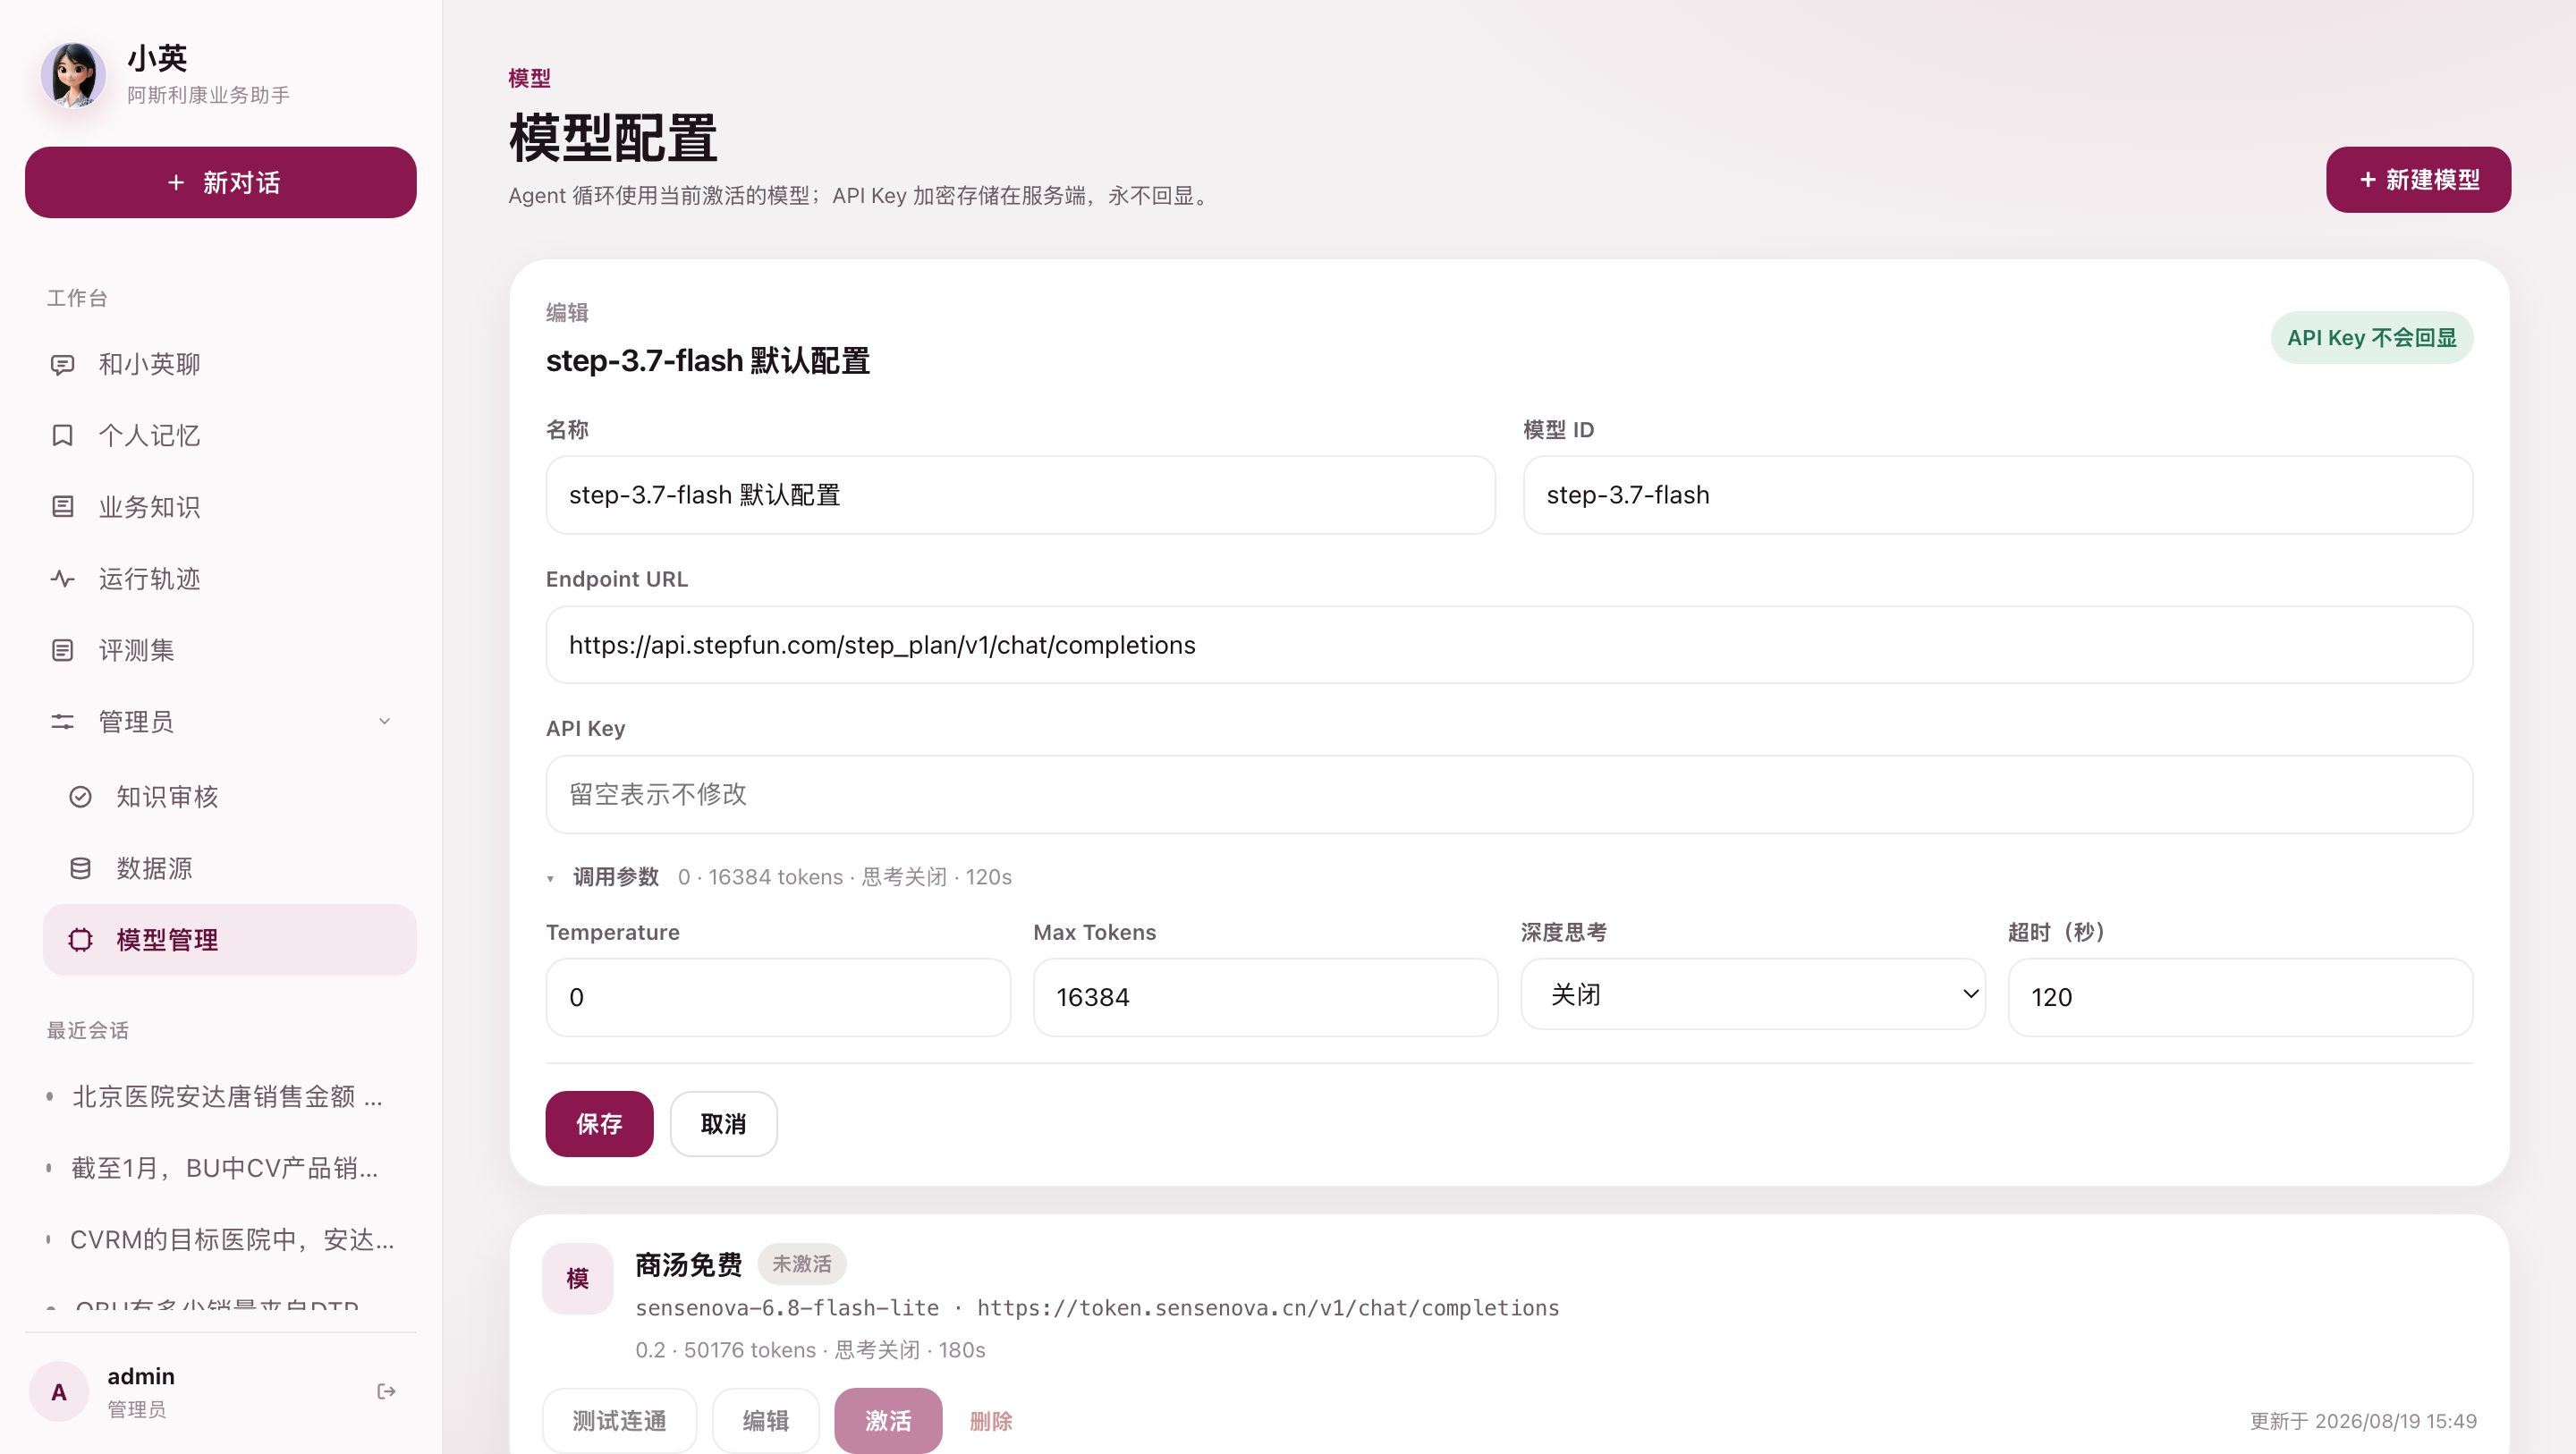 小英
阿斯利康业务助手
+ 新对话
工作台
和小英聊
个人记忆
业务知识
运行轨迹
评测集
管理员
知识审核
数据源
模型管理
最近会话
北京医院安达唐销售金额 ...
截至1月，BU中CV产品销...
CVRM的目标医院中，安达...
A
admin
管理员
模型
模型配置
Agent 循环使用当前激活的模型；API Key 加密存储在服务端，永不回显。
+ 新建模型
编辑
step-3.7-flash 默认配置
API Key 不会回显
名称
step-3.7-flash 默认配置
模型 ID
step-3.7-flash
Endpoint URL
https://api.stepfun.com/step_plan/v1/chat/completions
API Key
留空表示不修改
调用参数 0 · 16384 tokens · 思考关闭 · 120s
Temperature
0
Max Tokens
16384
深度思考
关闭
超时（秒）
120
保存
取消
模
商汤免费 未激活
sensenova-6.8-flash-lite · https://token.sensenova.cn/v1/chat/completions
0.2 · 50176 tokens · 思考关闭 · 180s
测试连通
编辑
激活
删除
更新于 2026/08/19 15:49